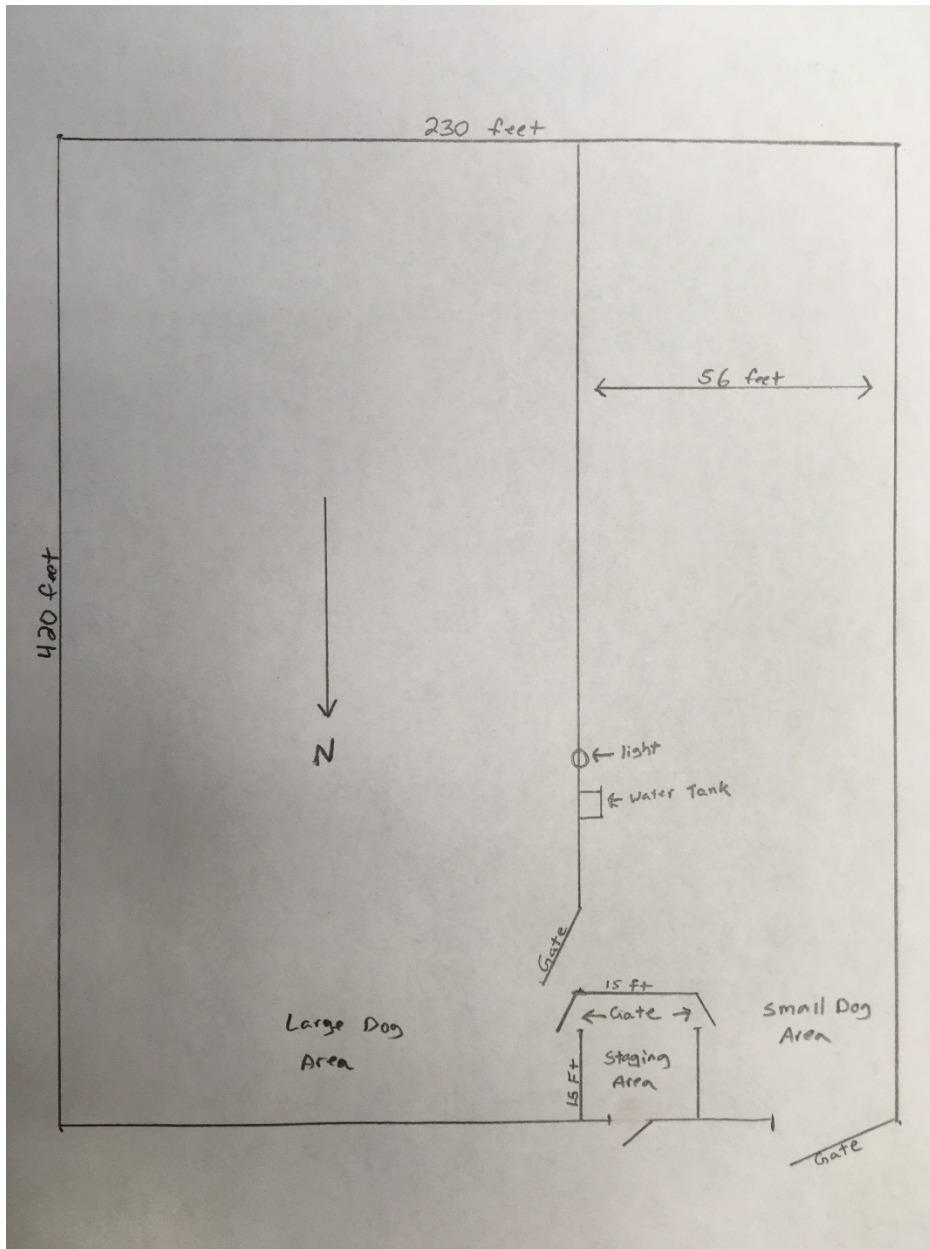 230 feet
56 feet
420 feet
N
← light
← Water Tank
Gate
15 ft
← Gate →
Large Dog
Area
Small Dog
Area
Staging
Area
15 Ft
Gate